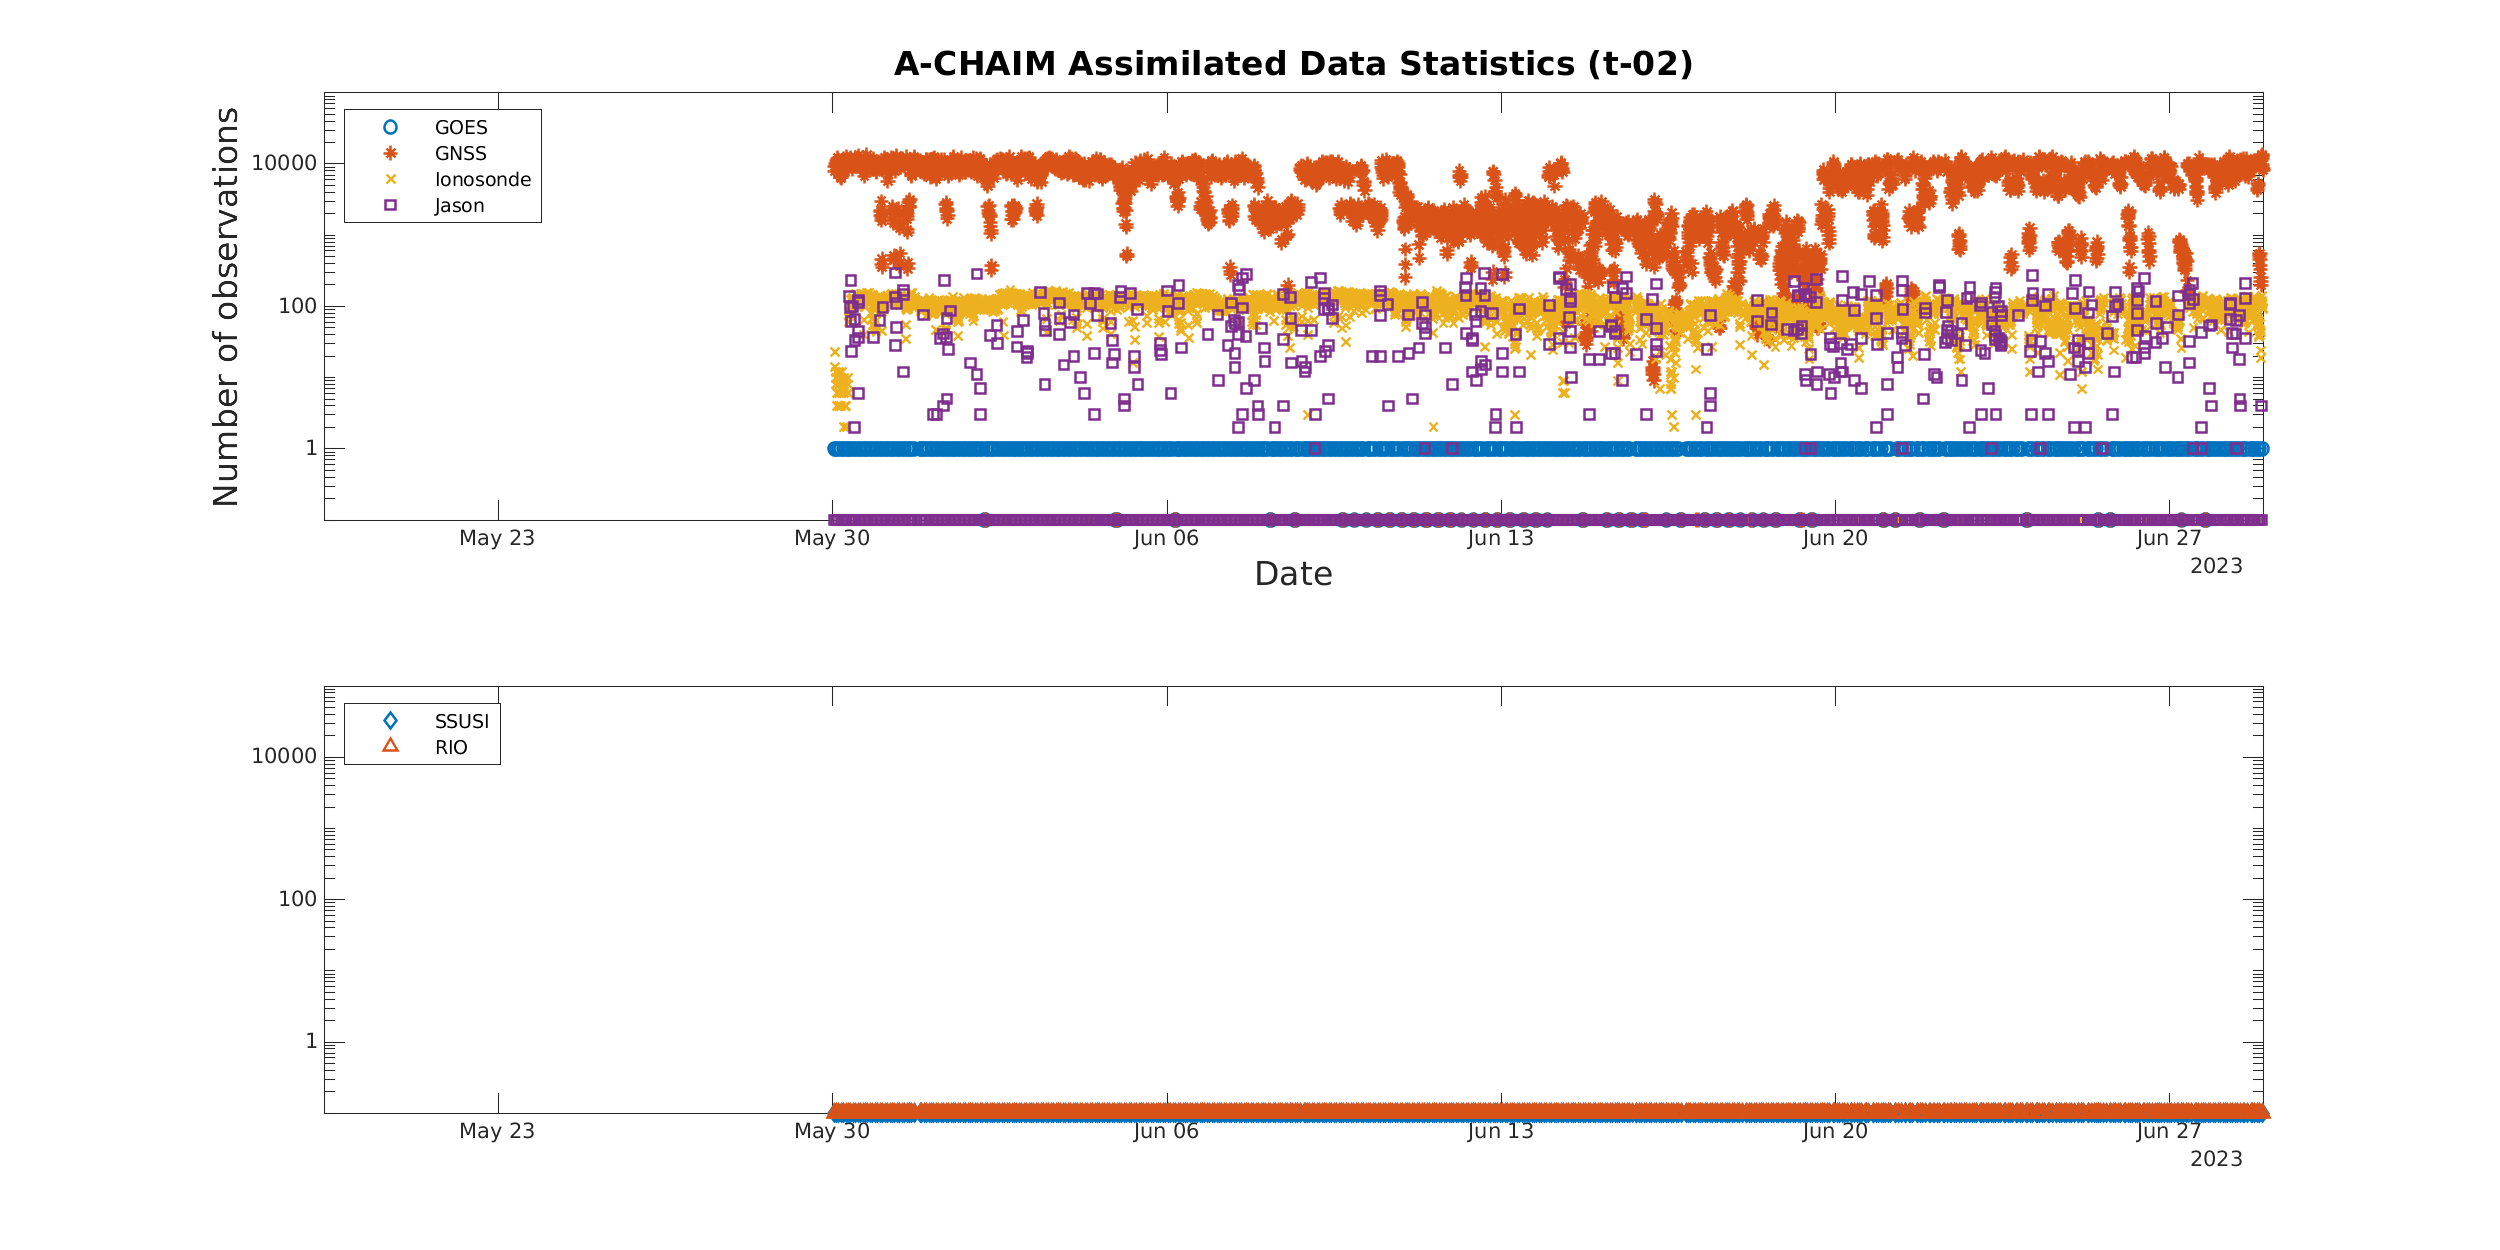 A-CHAIM Assimilated Data Statistics (t-02)
Number of observations
GOES
GNSS
Ionosonde
Jason
10000
100
1
May 23 May 30 Jun 06 Jun 13 Jun 20 Jun 27
2023
Date
SSUSI
RIO
10000
100
1
May 23 May 30 Jun 06 Jun 13 Jun 20 Jun 27
2023